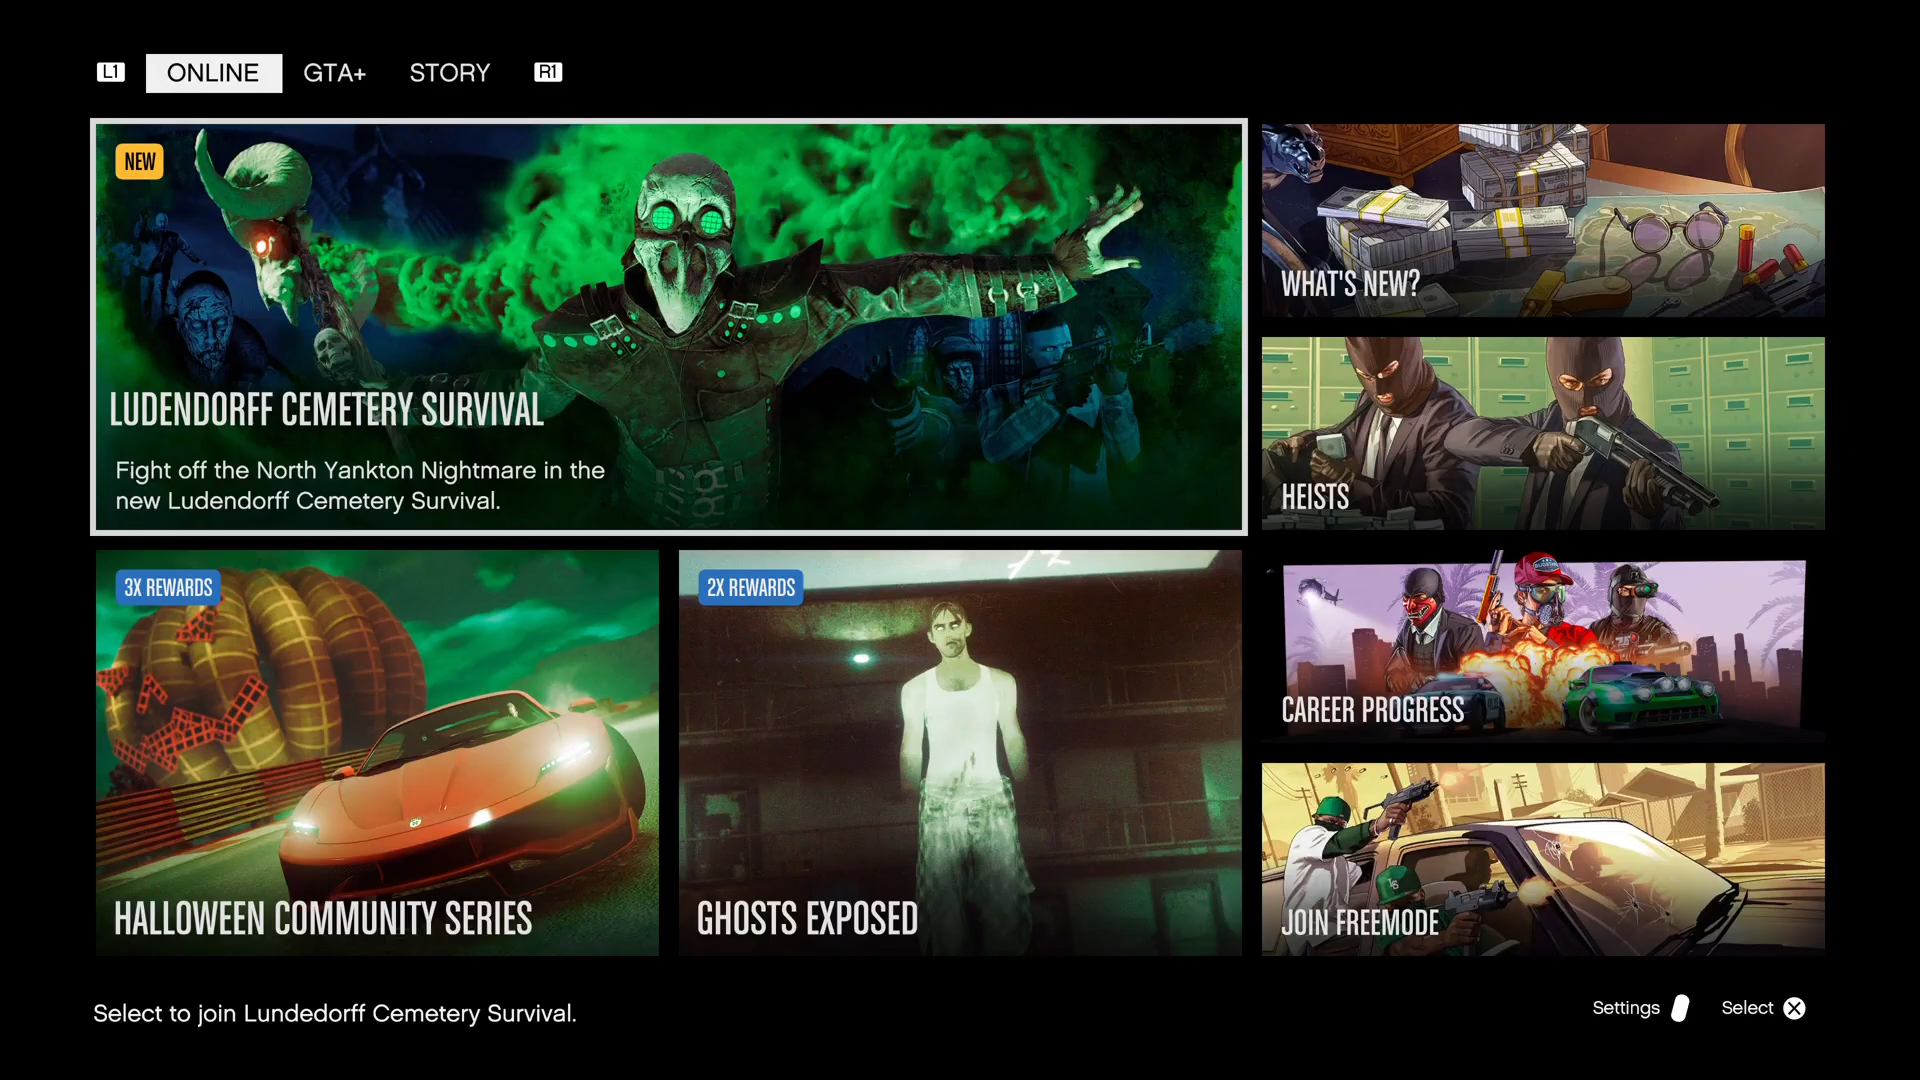 L1 ONLINE GTA+ STORY R1
NEW
LUDENDORFF CEMETERY SURVIVAL
Fight off the North Yankton Nightmare in the
new Ludendorff Cemetery Survival.
WHAT'S NEW?
HEISTS
3X REWARDS
HALLOWEEN COMMUNITY SERIES
2X REWARDS
GHOSTS EXPOSED
CAREER PROGRESS
JOIN FREEMODE
Select to join Lundedorff Cemetery Survival.
Settings Select